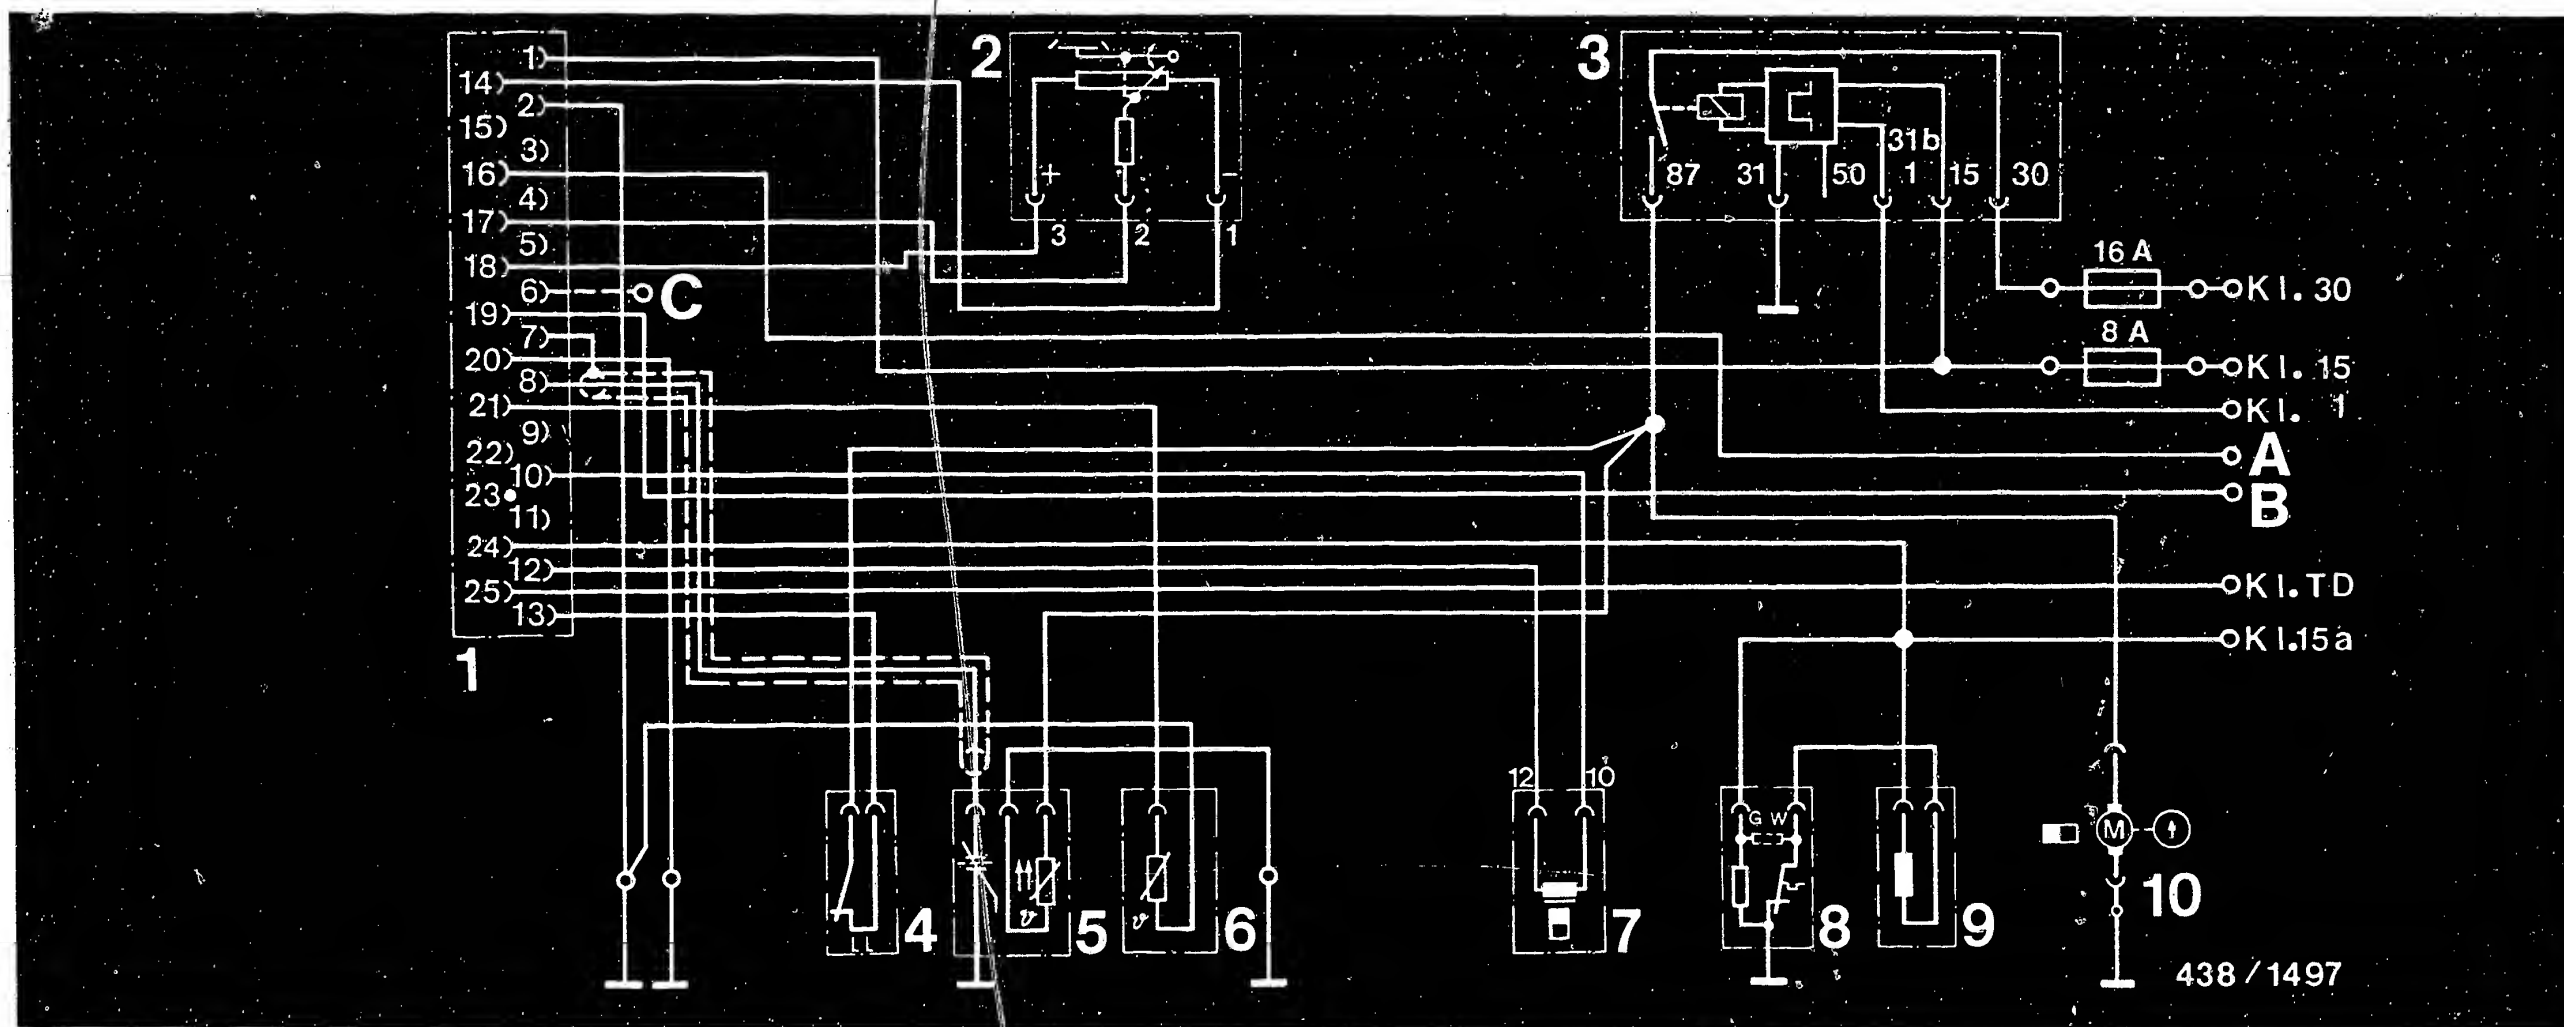 1
14
2
15
3
16
4
17
5
18
6
C
19
7
20
8
21
9
22
10
23
11
24
12
25
13
1
2
+ −
3 2 1
3
31b
87 31 50 1 15 30
16 A
Kl. 30
8 A
Kl. 15
Kl. 1
A
B
Kl. TD
Kl. 15a
4
ϑ
5
ϑ
6
12 10
7
G W
8
9
M
10
438/1497